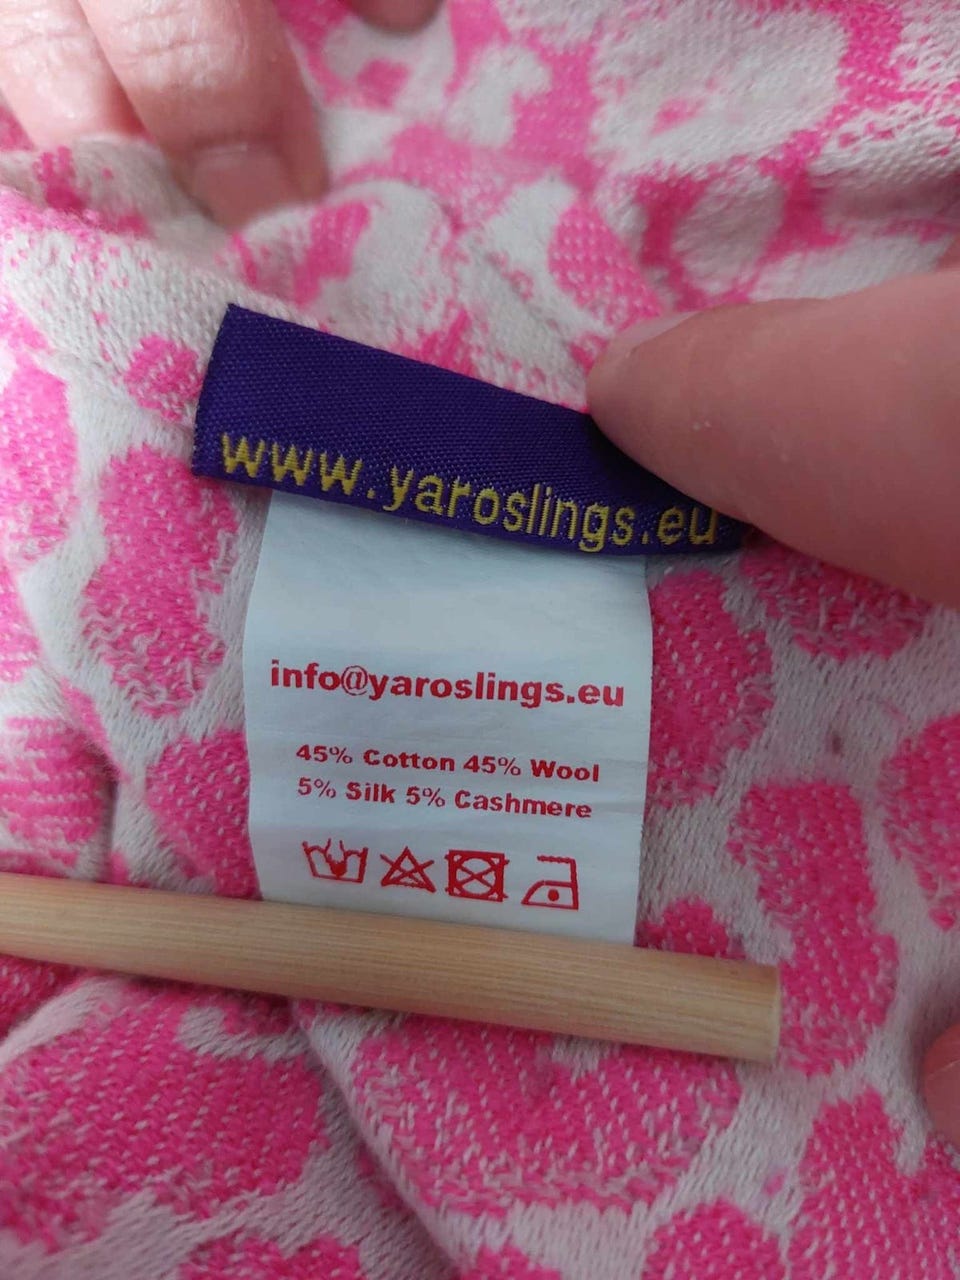 www.yaroslings.eu
info@yaroslings.eu
45% Cotton 45% Wool
5% Silk 5% Cashmere